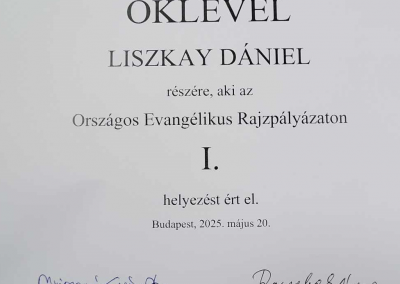 OKLEVÉL
LISZKAY DÁNIEL
részére, aki az
Országos Evangélikus Rajzpályázaton
I.
helyezést ért el.
Budapest, 2025. május 20.